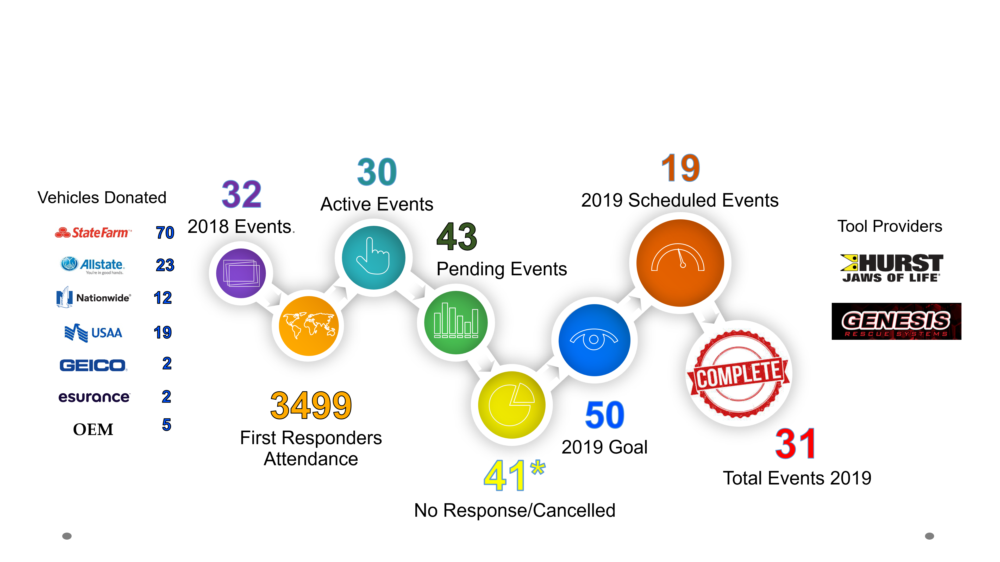 Vehicles Donated
StateFarm™ 70
Allstate® 23
You're in good hands.
Nationwide® 12
USAA 19
GEICO® 2
esurance™ 2
OEM 5
32
2018 Events.
3499
First Responders
Attendance
30
Active Events
43
Pending Events
41*
No Response/Cancelled
50
2019 Goal
19
2019 Scheduled Events
COMPLETE
31
Total Events 2019
Tool Providers
HURST
JAWS OF LIFE®
GENESIS
RESCUE SYSTEMS